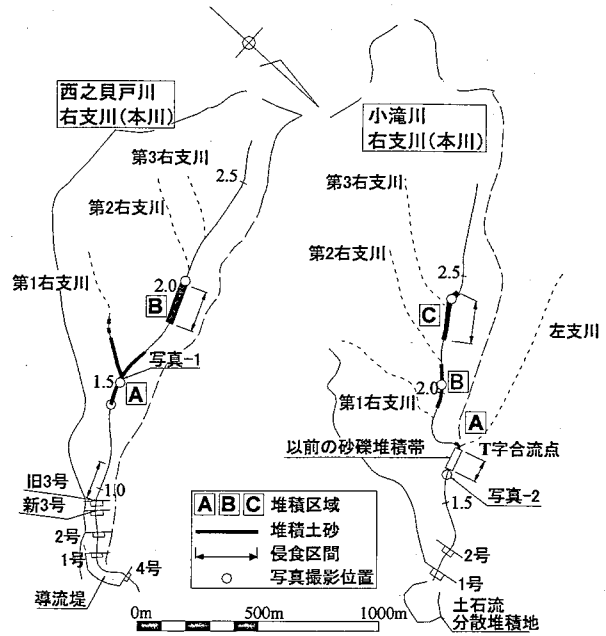 西之貝戸川
右支川(本川)
第3右支川
2.5
第2右支川
第1右支川
2.0
B
写真-1
1.5
A
旧3号
新3号
1.0
2号
1号
4号
導流堤
小滝川
右支川(本川)
第3右支川
第2右支川
2.5
C
左支川
B
2.0
第1右支川
A
以前の砂礫堆積帯
T字合流点
写真-2
1.5
2号
1号
土石流
分散堆積地
A B C 堆積区域
堆積土砂
侵食区間
写真撮影位置
0m 500m 1000m